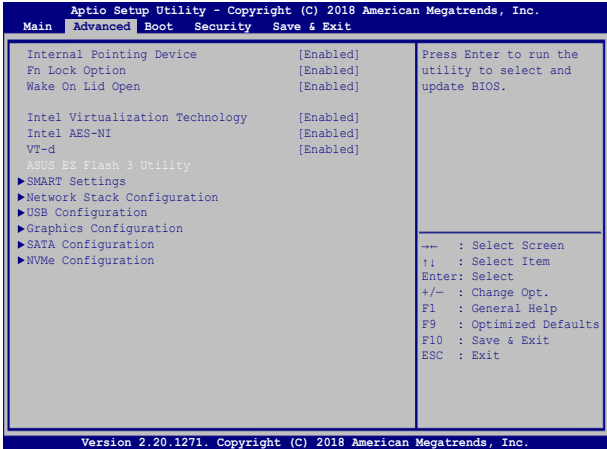 Aptio Setup Utility - Copyright (C) 2018 American Megatrends, Inc.
Main Advanced Boot Security Save & Exit
Internal Pointing Device [Enabled]
Fn Lock Option [Enabled]
Wake On Lid Open [Enabled]
Intel Virtualization Technology [Enabled]
Intel AES-NI [Enabled]
VT-d [Enabled]
ASUS EZ Flash 3 Utility
▶SMART Settings
▶Network Stack Configuration
▶USB Configuration
▶Graphics Configuration
▶SATA Configuration
▶NVMe Configuration
Press Enter to run the
utility to select and
update BIOS.
→← : Select Screen
↑↓ : Select Item
Enter: Select
+/— : Change Opt.
F1 : General Help
F9 : Optimized Defaults
F10 : Save & Exit
ESC : Exit
Version 2.20.1271. Copyright (C) 2018 American Megatrends, Inc.